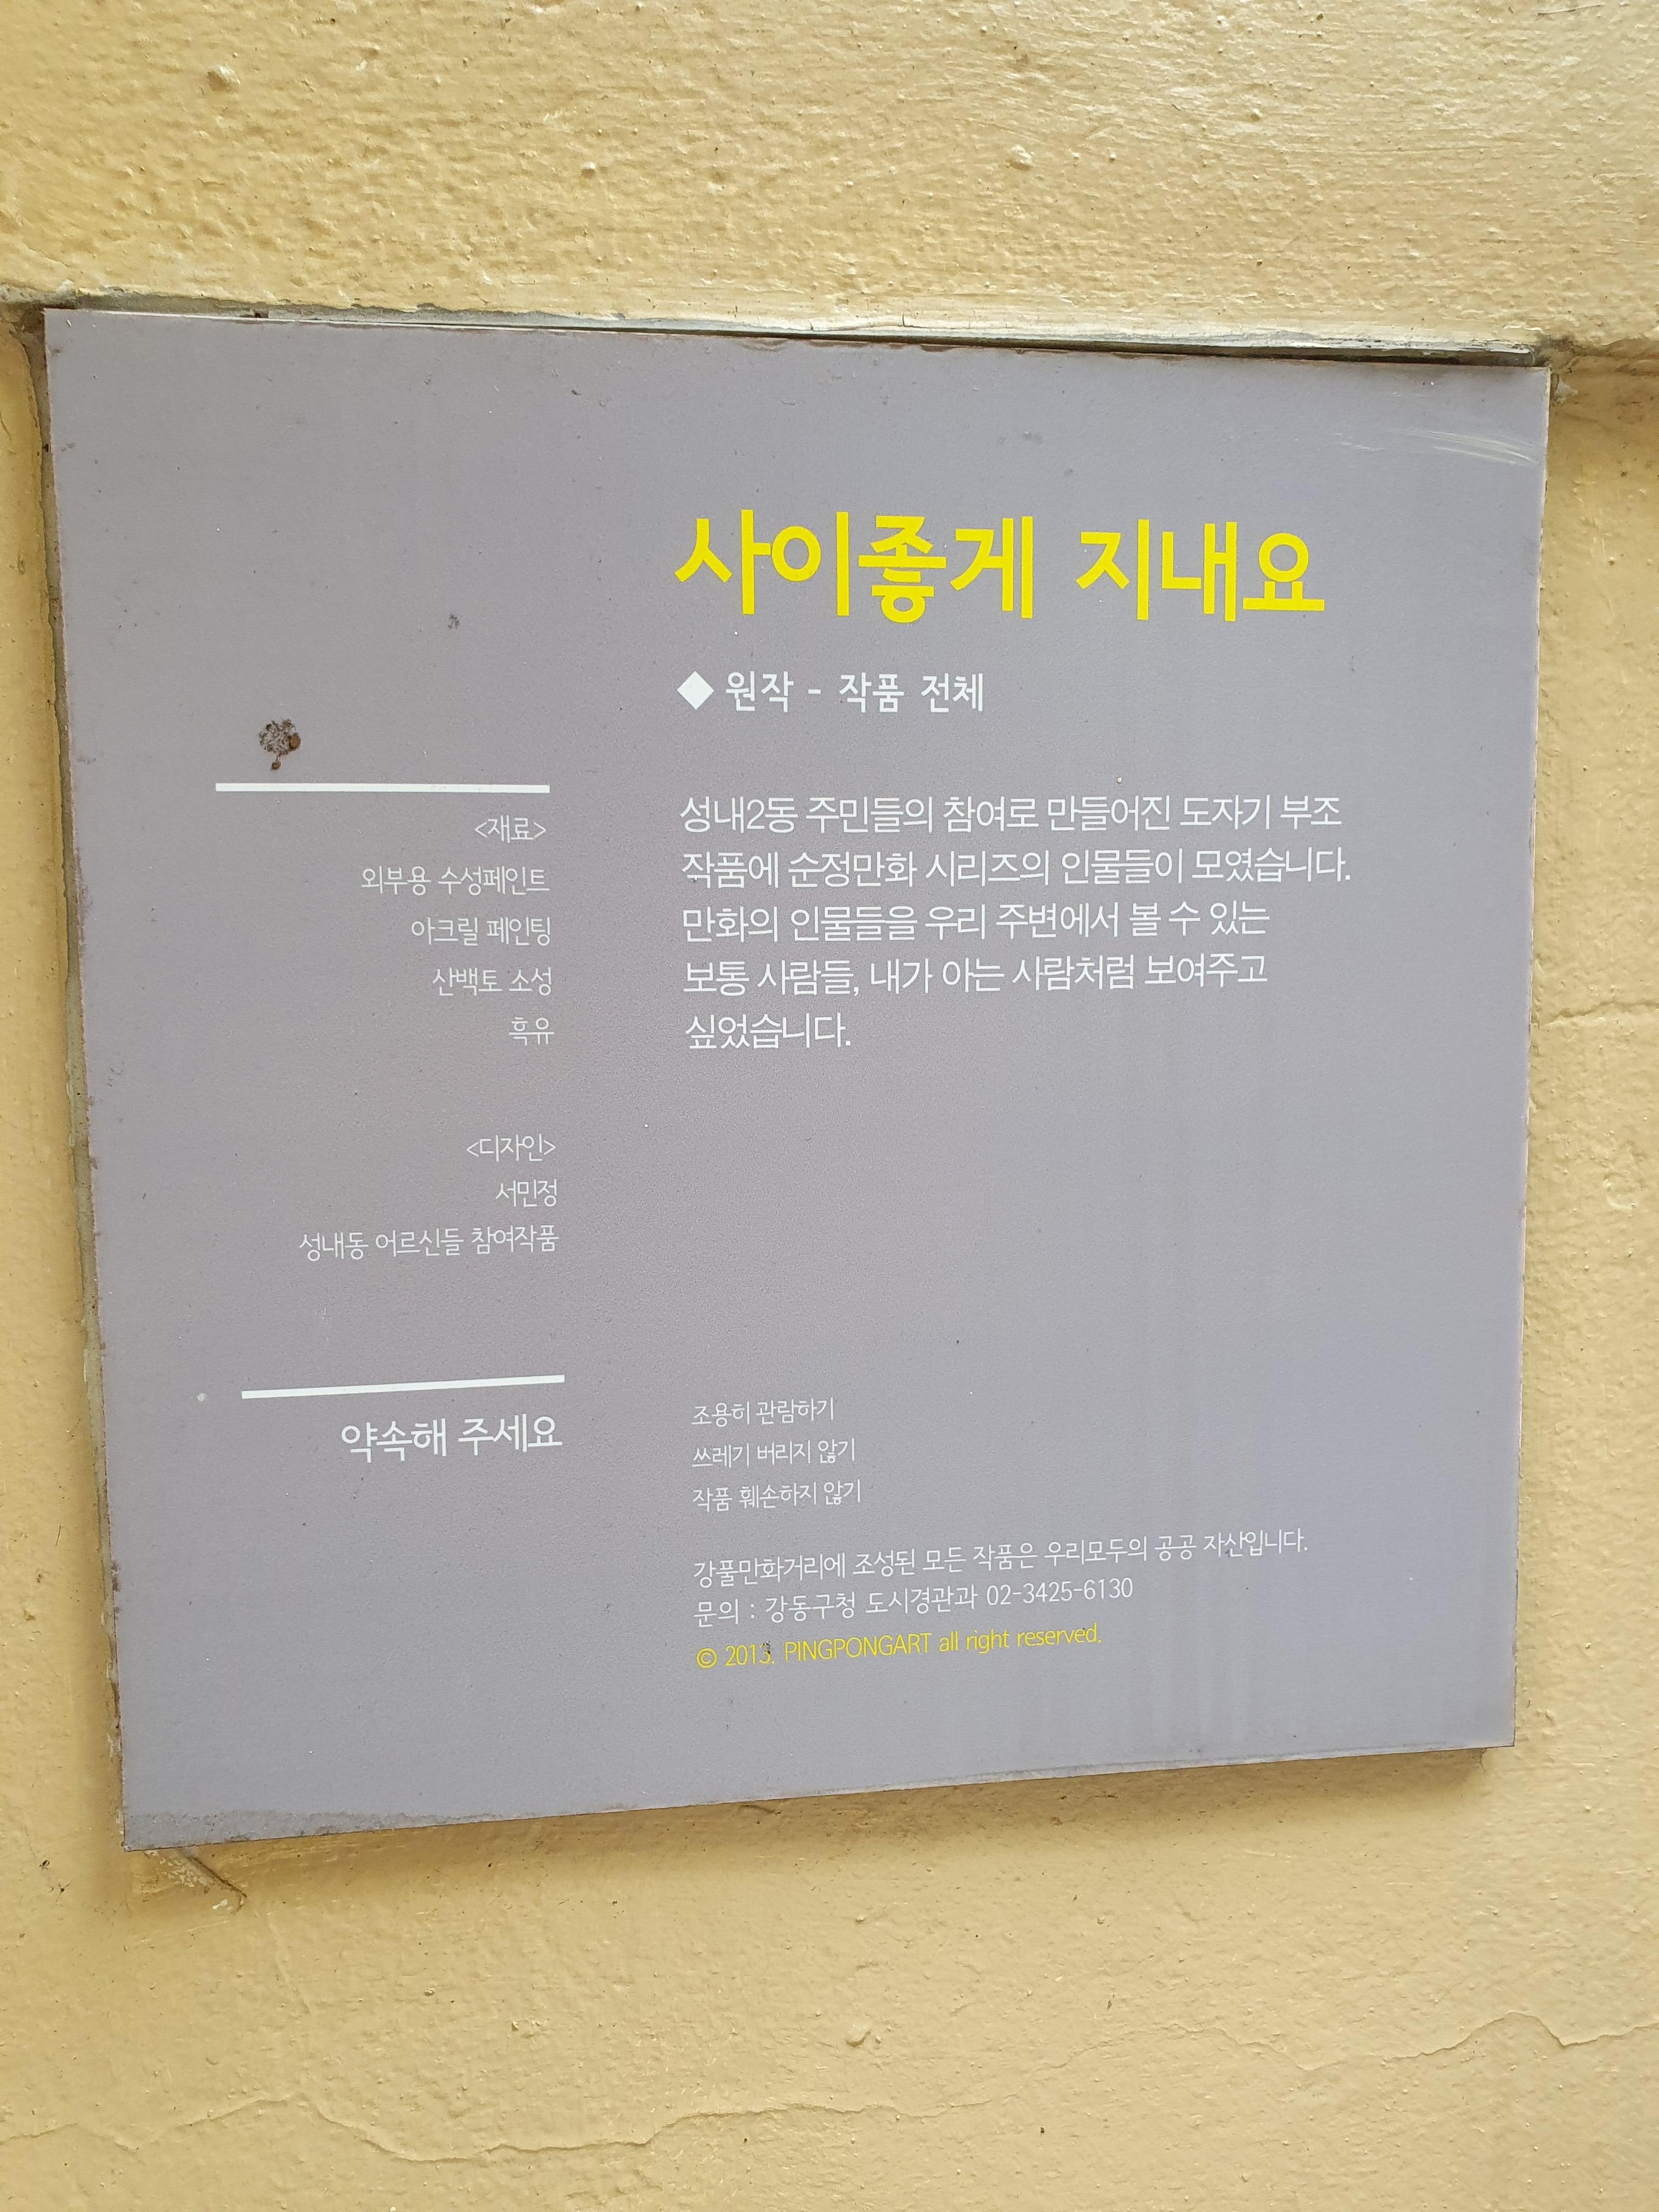 사이좋게 지내요
◆ 원작 - 작품 전체
성내2동 주민들의 참여로 만들어진 도자기 부조
작품에 순정만화 시리즈의 인물들이 모였습니다.
만화의 인물들을 우리 주변에서 볼 수 있는
보통 사람들, 내가 아는 사람처럼 보여주고
싶었습니다.
<재료>
외부용 수성페인트
아크릴 페인팅
산백토 소성
흑유
<디자인>
서민정
성내동 어르신들 참여작품
약속해 주세요
조용히 관람하기
쓰레기 버리지 않기
작품 훼손하지 않기
강풀만화거리에 조성된 모든 작품은 우리모두의 공공 자산입니다.
문의 : 강동구청 도시경관과 02-3425-6130
© 2013. PINGPONGART all right reserved.